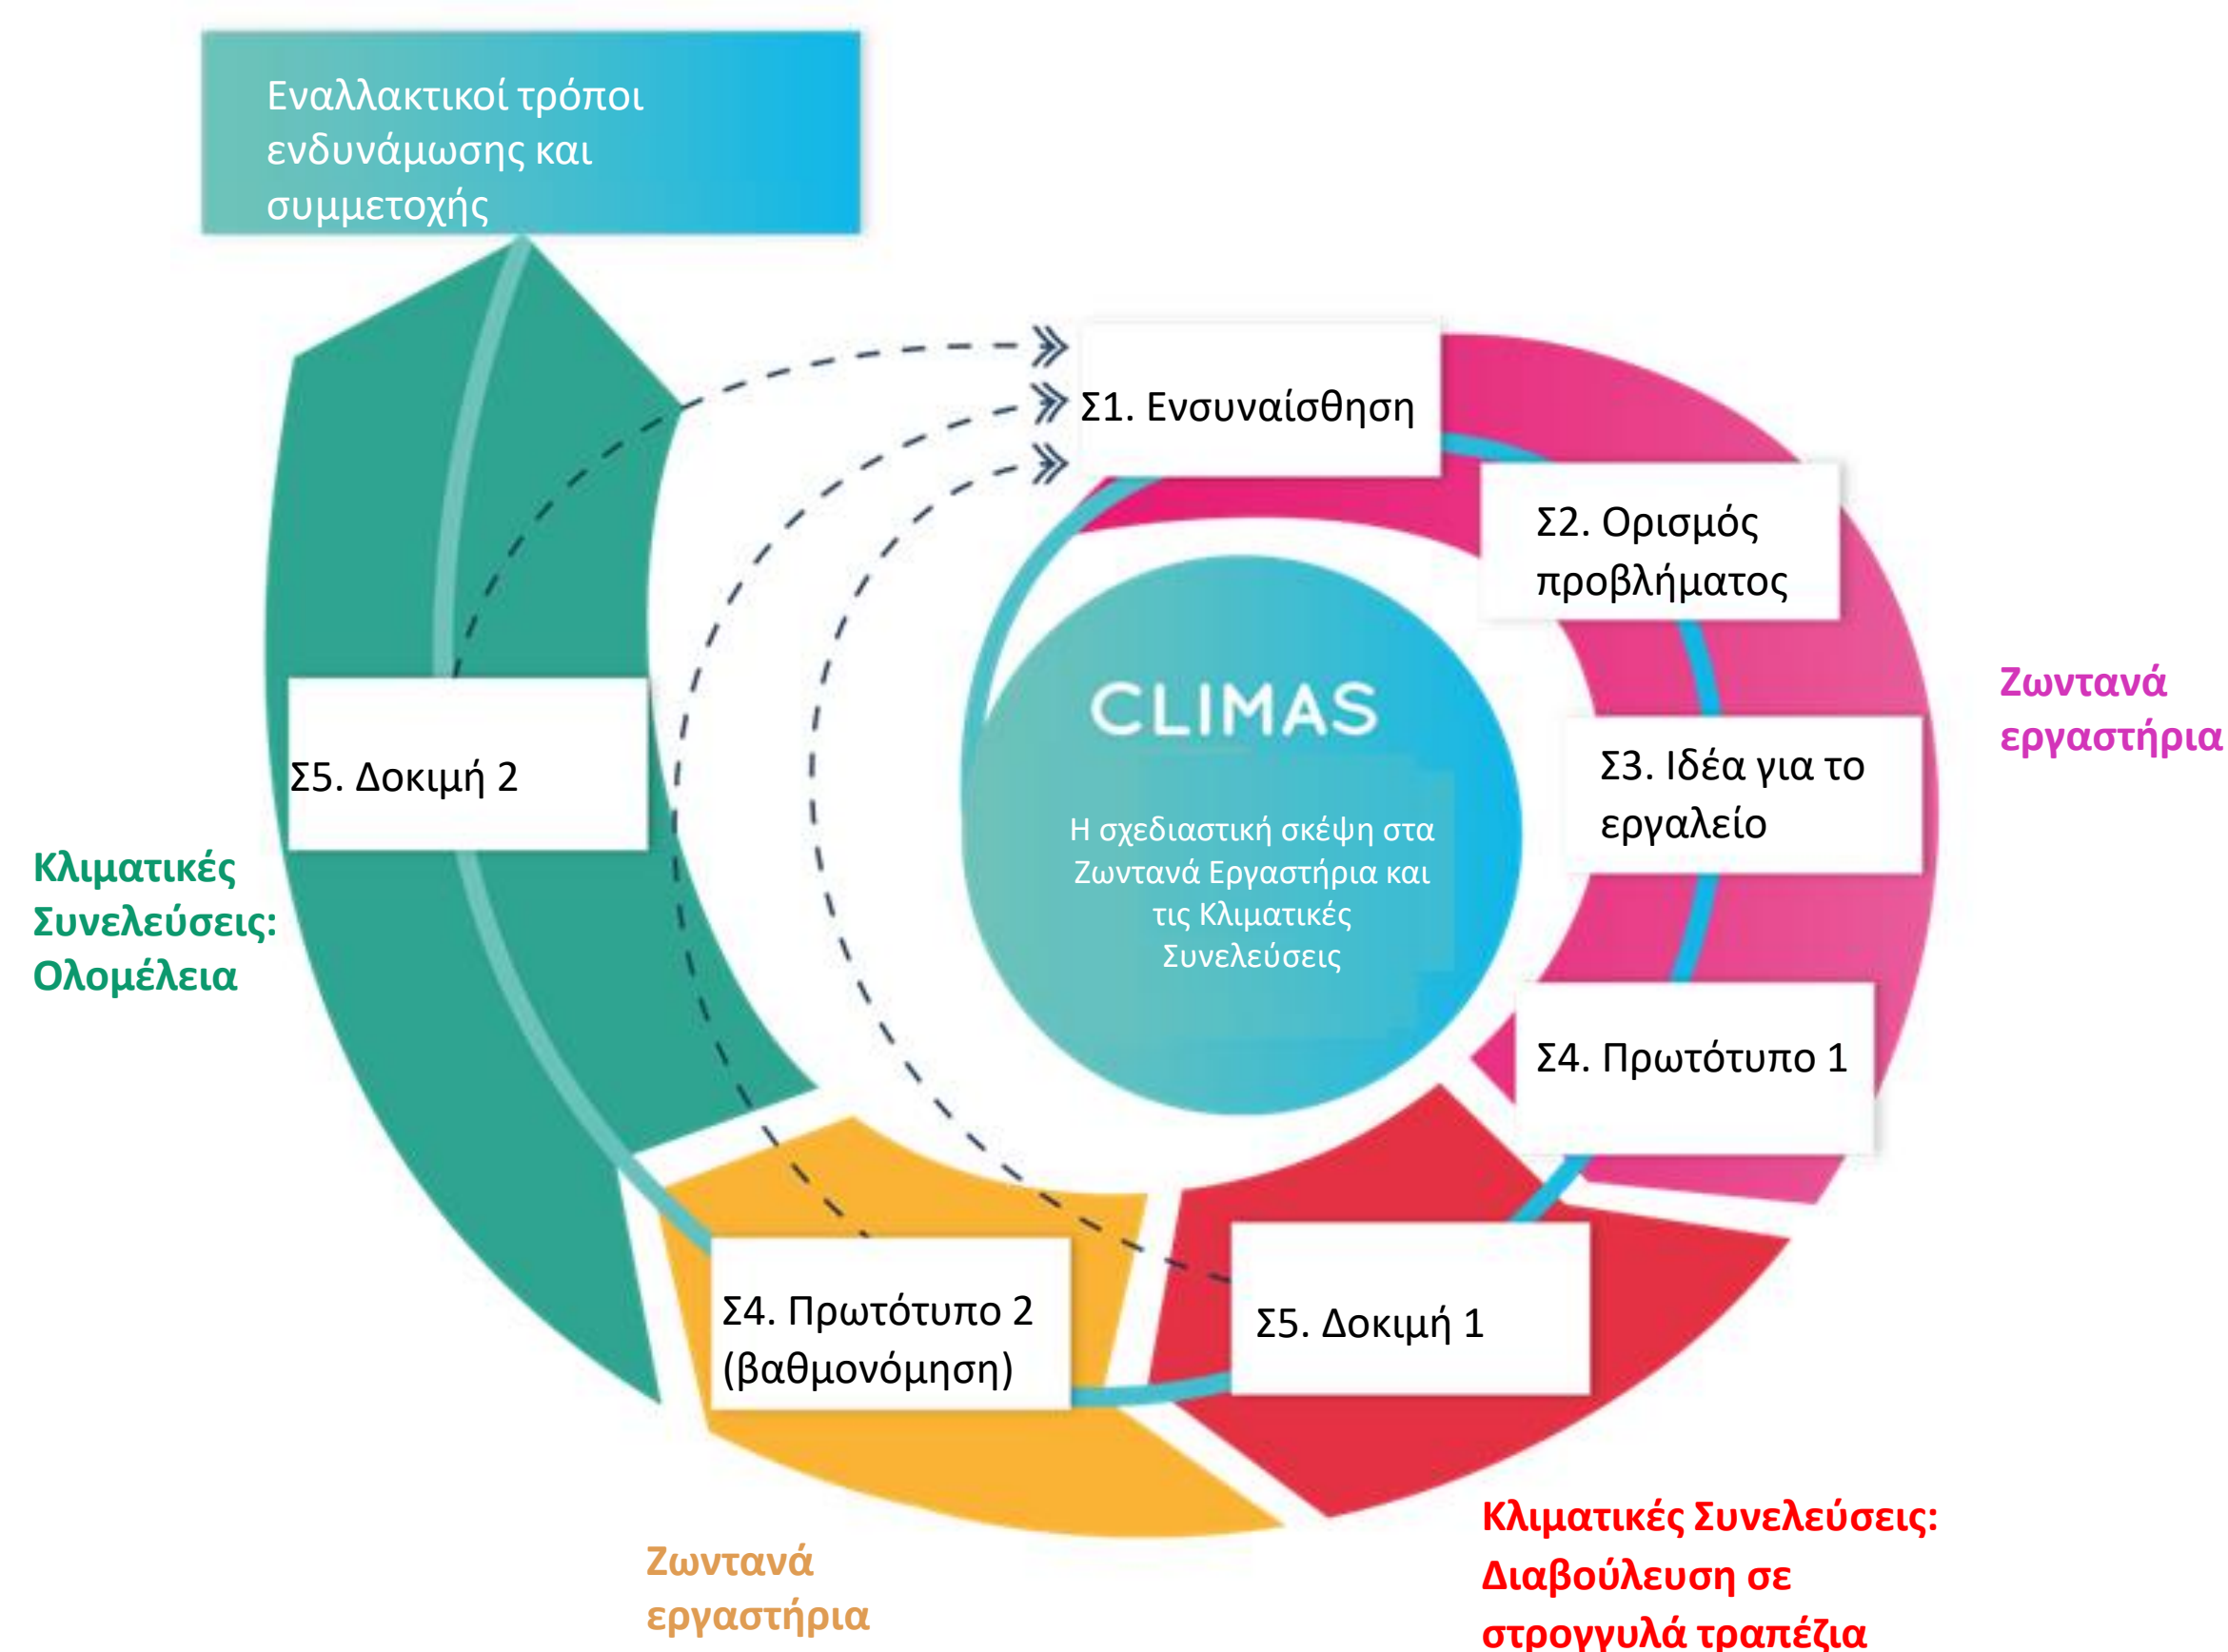 Εναλλακτικοί τρόποι
ενδυνάμωσης και
συμμετοχής
Σ1. Ενσυναίσθηση
Σ2. Ορισμός
προβλήματος
Ζωντανά
εργαστήρια
CLIMAS
Η σχεδιαστική σκέψη στα
Ζωντανά Εργαστήρια και
τις Κλιματικές
Συνελεύσεις
Σ3. Ιδέα για το
εργαλείο
Σ5. Δοκιμή 2
Κλιματικές
Συνελεύσεις:
Ολομέλεια
Σ4. Πρωτότυπο 1
Σ4. Πρωτότυπο 2
(βαθμονόμηση)
Σ5. Δοκιμή 1
Ζωντανά
εργαστήρια
Κλιματικές Συνελεύσεις:
Διαβούλευση σε
στρογγυλά τραπέζια